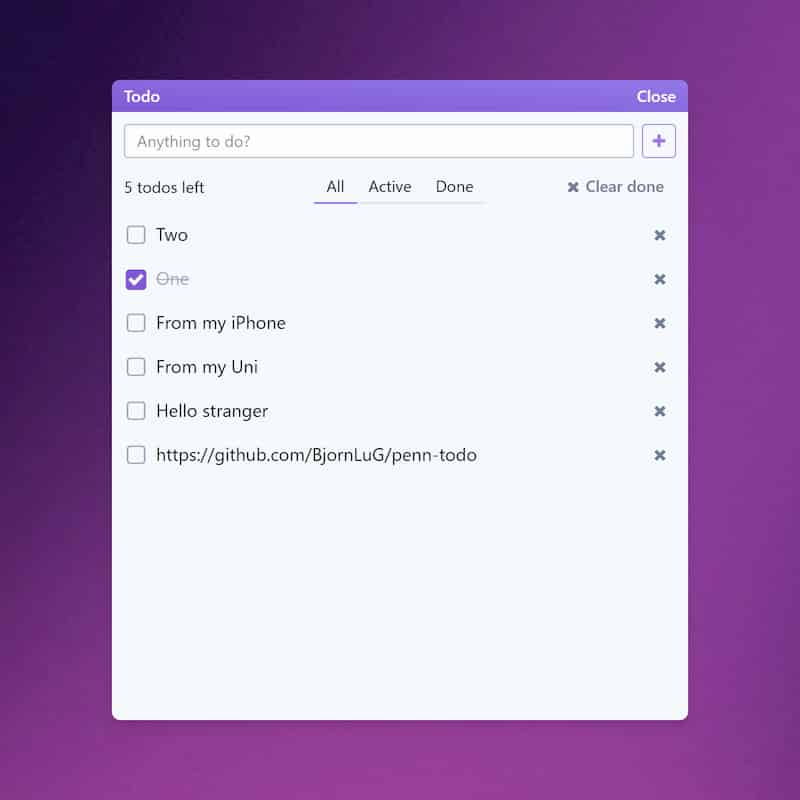 Todo Close
Anything to do?
5 todos left All Active Done Clear done
Two
One
From my iPhone
From my Uni
Hello stranger
https://github.com/BjornLuG/penn-todo